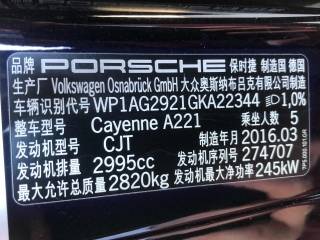 品牌 PORSCHE 保时捷 制造国 德国
生产厂 Volkswagen Osnabrück GmbH 大众奥斯纳布吕克有限公司
车辆识别代号 WP1AG2921GKA22344 1,0%
整车型号 Cayenne A221 乘坐人数 5
发动机型号 CJT 制造年月 2016.03
发动机排量 2995cc 发动机号 274707
最大允许总质量 2820kg 发动机最大净功率 245kW